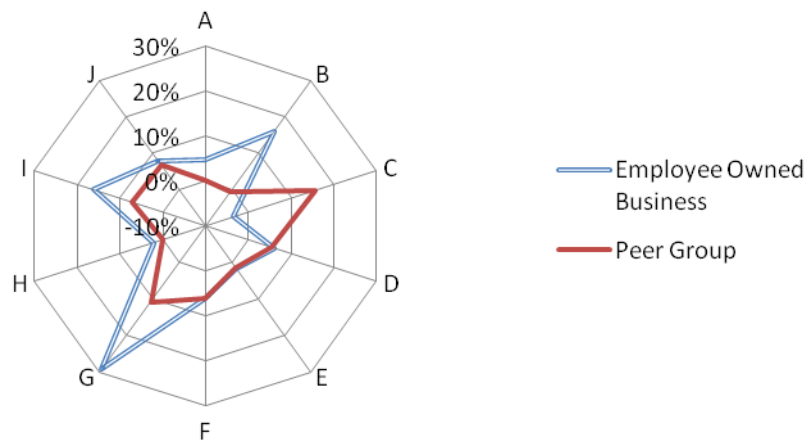 A
30%
J
B
20%
10%
I
C
0%
-10%
H
D
G
E
F
Employee Owned
Business
Peer Group